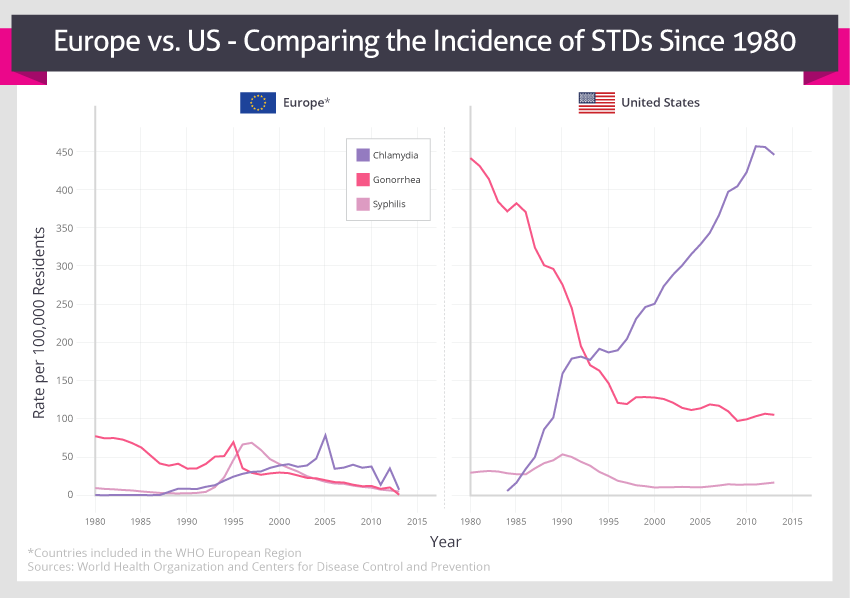 Europe vs. US - Comparing the Incidence of STDs Since 1980
Europe*
United States
Chlamydia
Gonorrhea
Syphilis
Rate per 100,000 Residents
450
400
350
300
250
200
150
100
50
0
1980 1985 1990 1995 2000 2005 2010 2015
1980 1985 1990 1995 2000 2005 2010 2015
Year
*Countries included in the WHO European Region
Sources: World Health Organization and Centers for Disease Control and Prevention